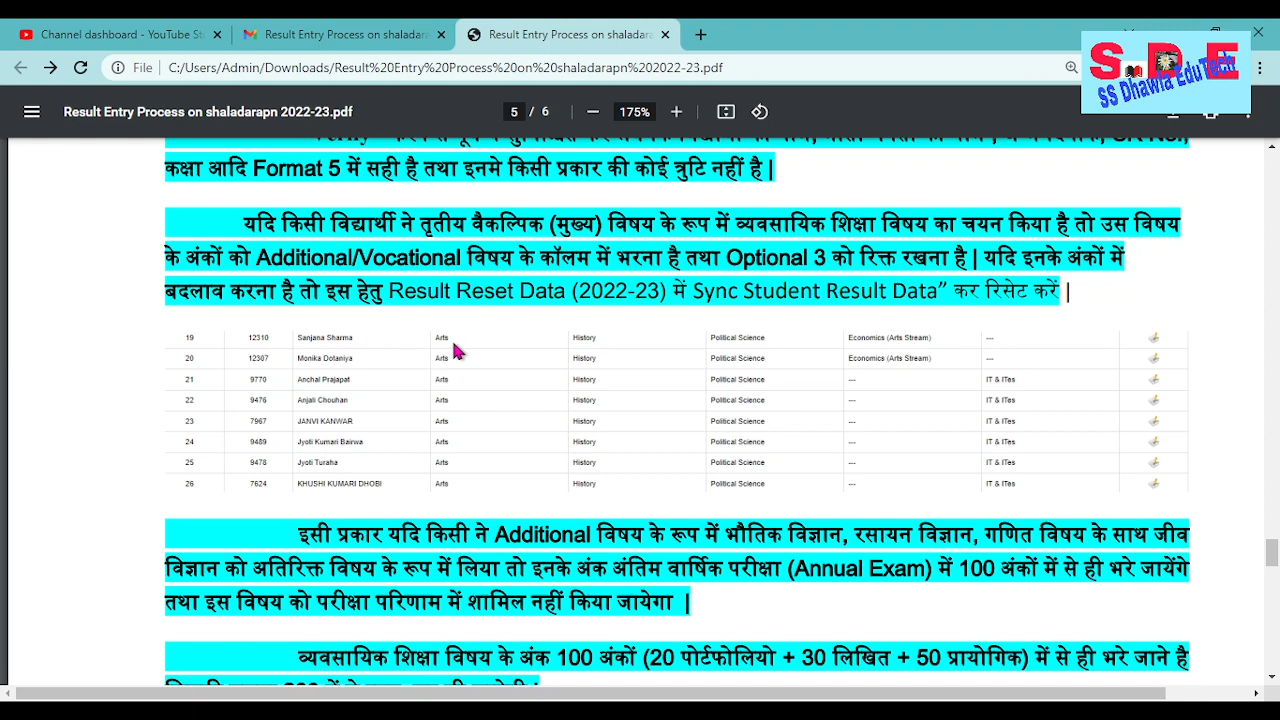 Channel dashboard - YouTube St
Result Entry Process on shaladara
Result Entry Process on shaladara
File C:/Users/Admin/Downloads/Result%20Entry%20Process%20on%20shaladarapn%202022-23.pdf
S D E
SS Dhawla EduTech
Result Entry Process on shaladarapn 2022-23.pdf 5 / 6 175%
कक्षा आदि Format 5 में सही है तथा इनमे किसी प्रकार की कोई त्रुटि नहीं है |
यदि किसी विद्यार्थी ने तृतीय वैकल्पिक (मुख्य) विषय के रूप में व्यवसायिक शिक्षा विषय का चयन किया है तो उस विषय
के अंकों को Additional/Vocational विषय के कॉलम में भरना है तथा Optional 3 को रिक्त रखना है | यदि इनके अंकों में
बदलाव करना है तो इस हेतु Result Reset Data (2022-23) में Sync Student Result Data” कर रिसेट करें |
19 12310 Sanjana Sharma Arts History Political Science Economics (Arts Stream) ---
20 12307 Monika Dotaniya Arts History Political Science Economics (Arts Stream) ---
21 9770 Anchal Prajapat Arts History Political Science --- IT & ITes
22 9476 Anjali Chouhan Arts History Political Science --- IT & ITes
23 7967 JANVI KANWAR Arts History Political Science --- IT & ITes
24 9489 Jyoti Kumari Bairwa Arts History Political Science --- IT & ITes
25 9478 Jyoti Turaha Arts History Political Science --- IT & ITes
26 7624 KHUSHI KUMARI DHOBI Arts History Political Science --- IT & ITes
इसी प्रकार यदि किसी ने Additional विषय के रूप में भौतिक विज्ञान, रसायन विज्ञान, गणित विषय के साथ जीव
विज्ञान को अतिरिक्त विषय के रूप में लिया तो इनके अंक अंतिम वार्षिक परीक्षा (Annual Exam) में 100 अंकों में से ही भरे जायेंगे
तथा इस विषय को परीक्षा परिणाम में शामिल नहीं किया जायेगा |
व्यवसायिक शिक्षा विषय के अंक 100 अंकों (20 पोर्टफोलियो + 30 लिखित + 50 प्रायोगिक) में से ही भरे जाने है